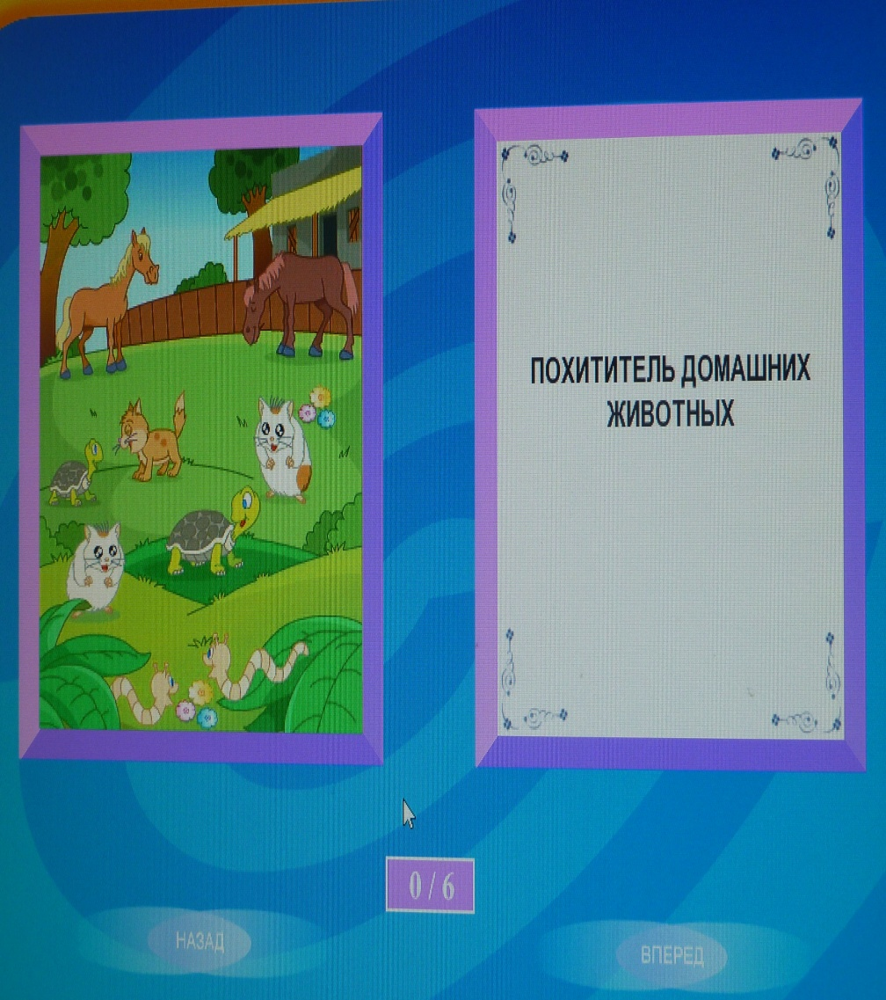 ПОХИТИТЕЛЬ ДОМАШНИХ
ЖИВОТНЫХ
0 / 6
НАЗАД
ВПЕРЕД